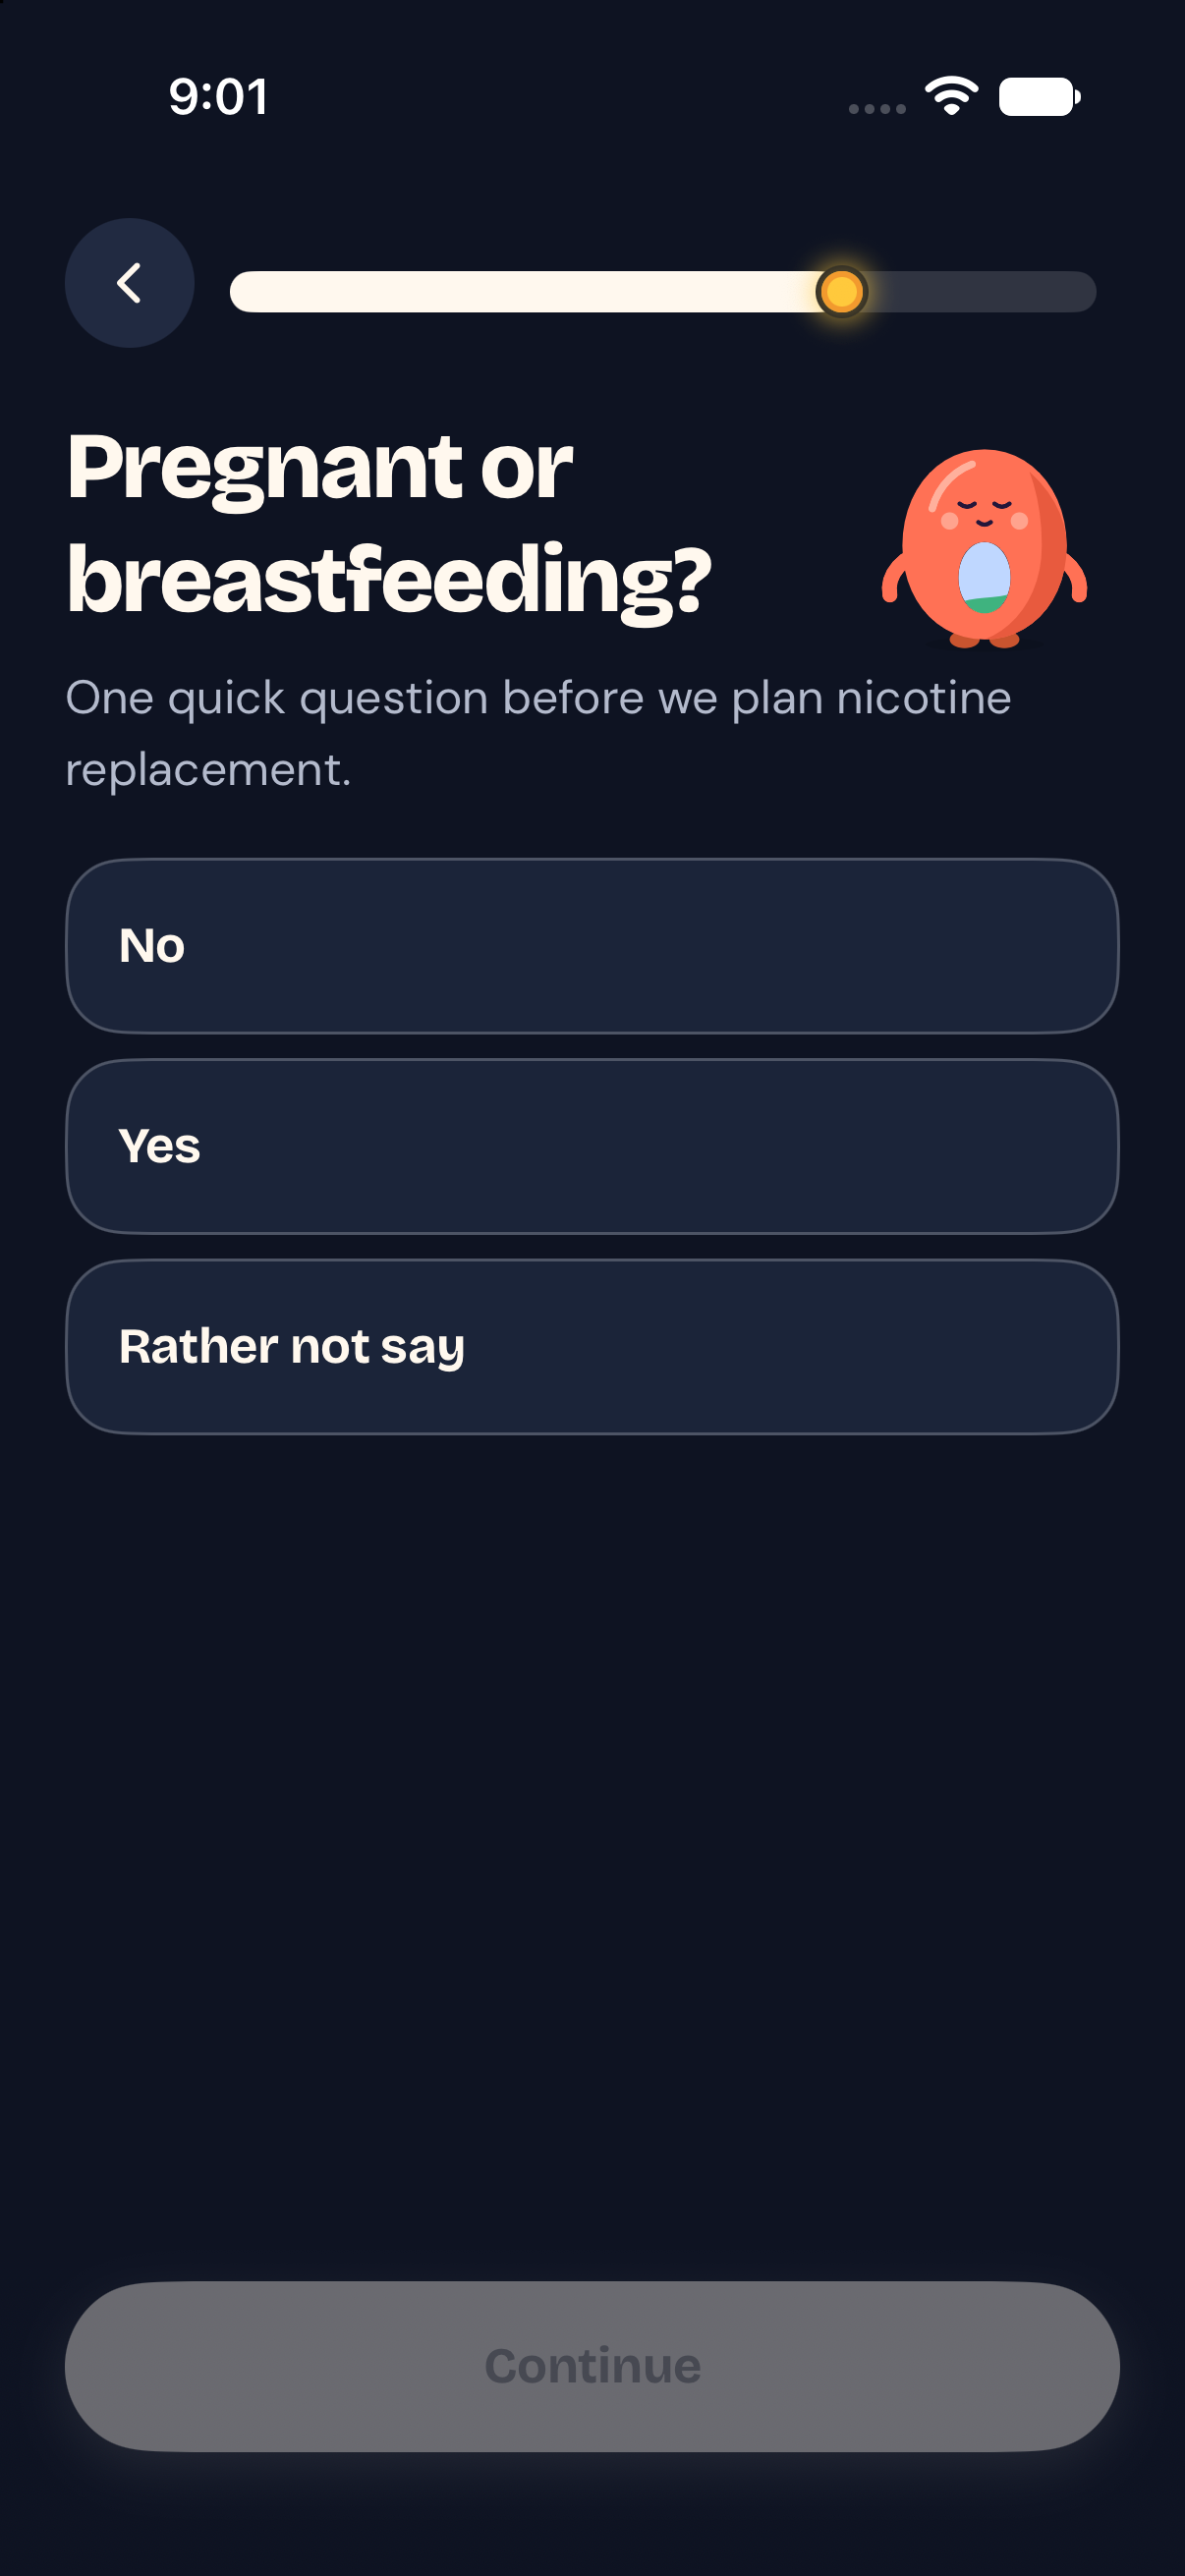 9:01
Pregnant or
breastfeeding?
One quick question before we plan nicotine
replacement.
No
Yes
Rather not say
Continue